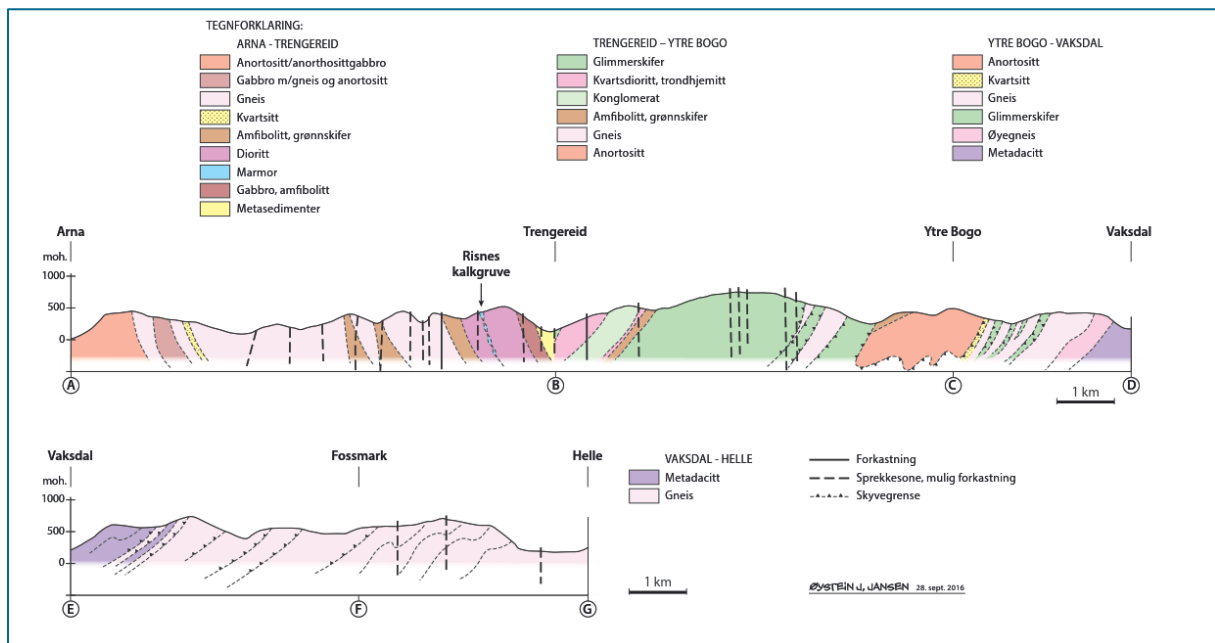 TEGNFORKLARING:
ARNA - TRENGEREID
Anortositt/anorthosittgabbro
Gabbro m/gneis og anortositt
Gneis
Kvartsitt
Amfibolitt, grønnskifer
Dioritt
Marmor
Gabbro, amfibolitt
Metasedimenter
TRENGEREID – YTRE BOGO
Glimmerskifer
Kvartsdioritt, trondhjemitt
Konglomerat
Amfibolitt, grønnskifer
Gneis
Anortositt
YTRE BOGO - VAKSDAL
Anortositt
Kvartsitt
Gneis
Glimmerskifer
Øyegneis
Metadacitt
Arna
Trengereid
Ytre Bogo
Vaksdal
Risnes
kalkgruve
moh.
1000
500
0
A
B
C
D
1 km
Vaksdal
Fossmark
Helle
moh.
1000
500
0
E
F
G
VAKSDAL - HELLE
Metadacitt
Gneis
Forkastning
Sprekkesone, mulig forkastning
Skyvegrense
1 km
ØYSTEIN J. JANSEN 28. sept. 2016